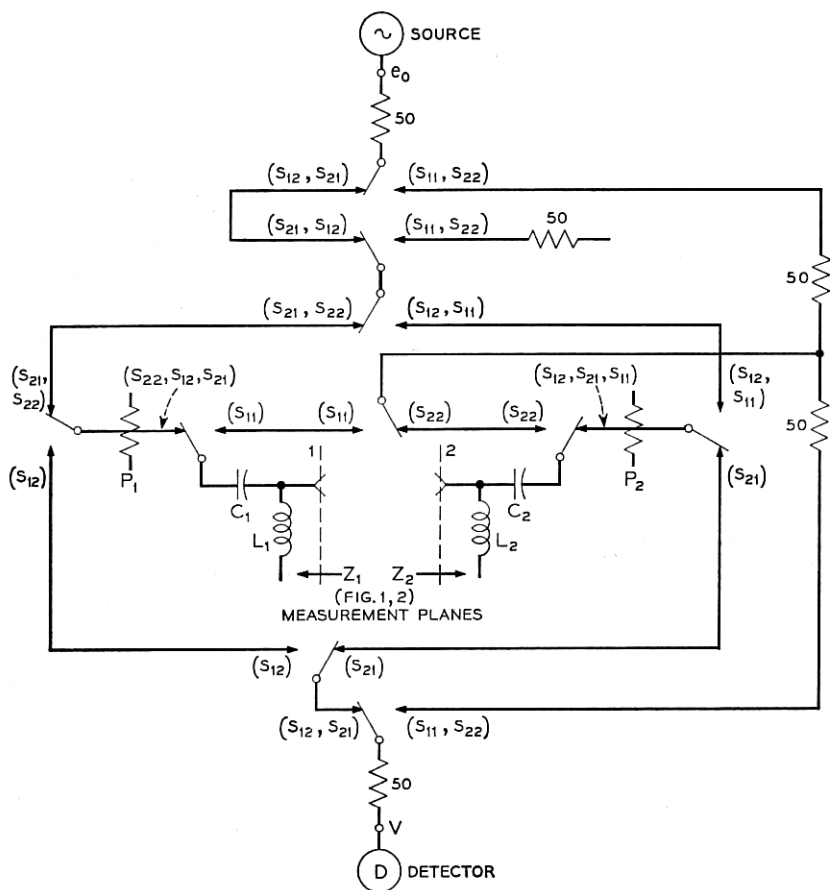 SOURCE
e₀
50
(S₁₂, S₂₁) (S₁₁, S₂₂)
(S₂₁, S₁₂) (S₁₁, S₂₂) 50
50
(S₂₁, S₂₂) (S₁₂, S₁₁)
(S₂₁, S₂₂)
(S₂₂, S₁₂, S₂₁)
(S₁₂, S₂₁, S₁₁)
(S₁₂, S₁₁)
(S₁₁) (S₁₁) (S₂₂) (S₂₂)
50
1 2
(S₁₂) P₁ P₂ (S₂₁)
C₁ C₂
L₁ L₂
Z₁ Z₂
(FIG. 1, 2)
MEASUREMENT PLANES
(S₁₂) (S₂₁)
(S₁₂, S₂₁) (S₁₁, S₂₂)
50
V
D DETECTOR